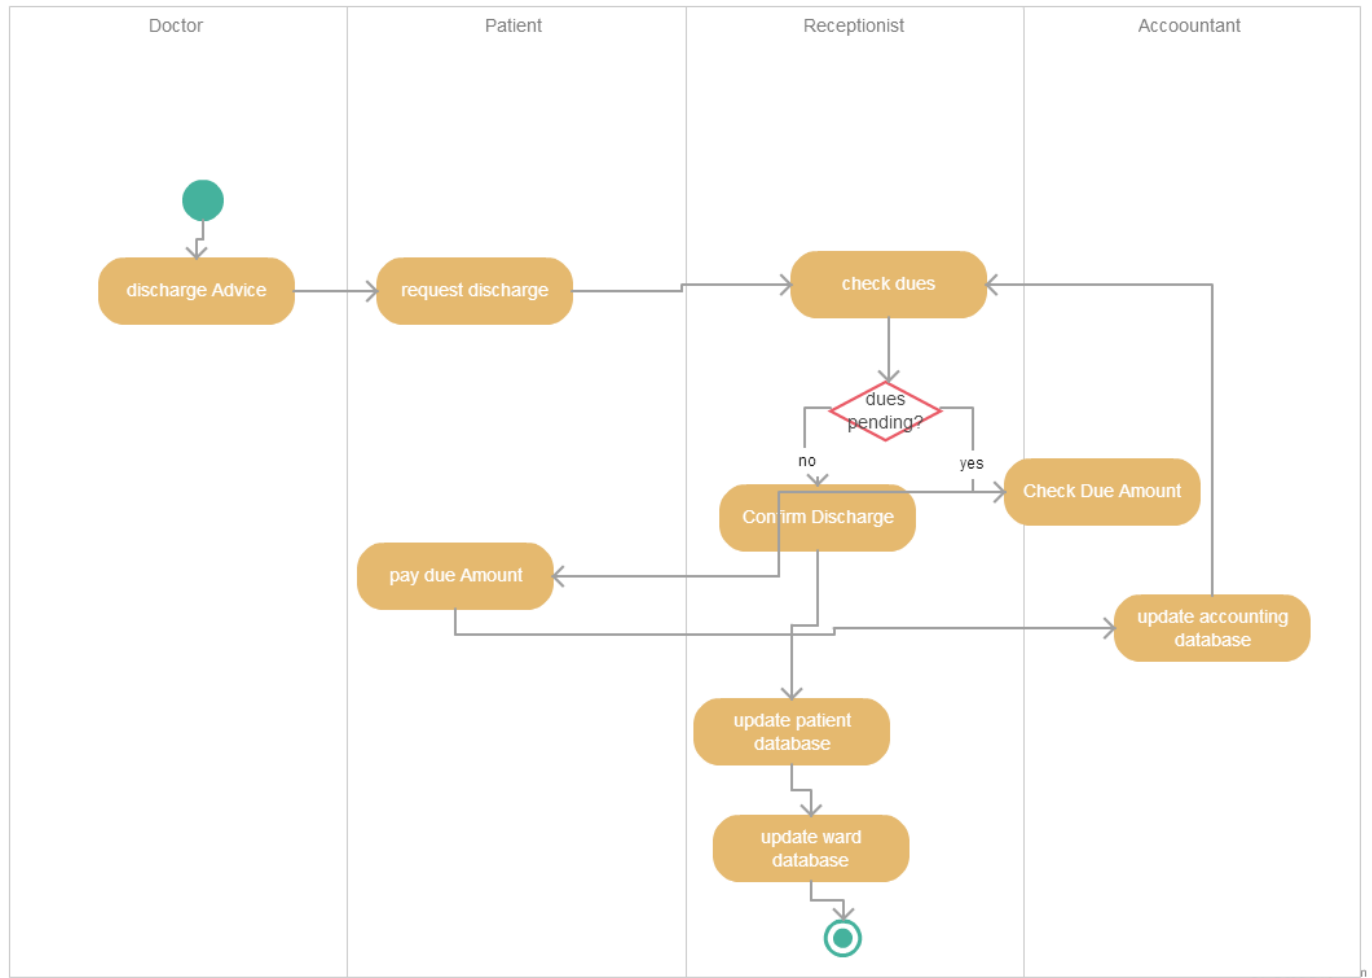 Doctor
Patient
Receptionist
Accoountant
discharge Advice
request discharge
check dues
dues
pending?
no
yes
Check Due Amount
Confirm Discharge
pay due Amount
update accounting
database
update patient
database
update ward
database
n